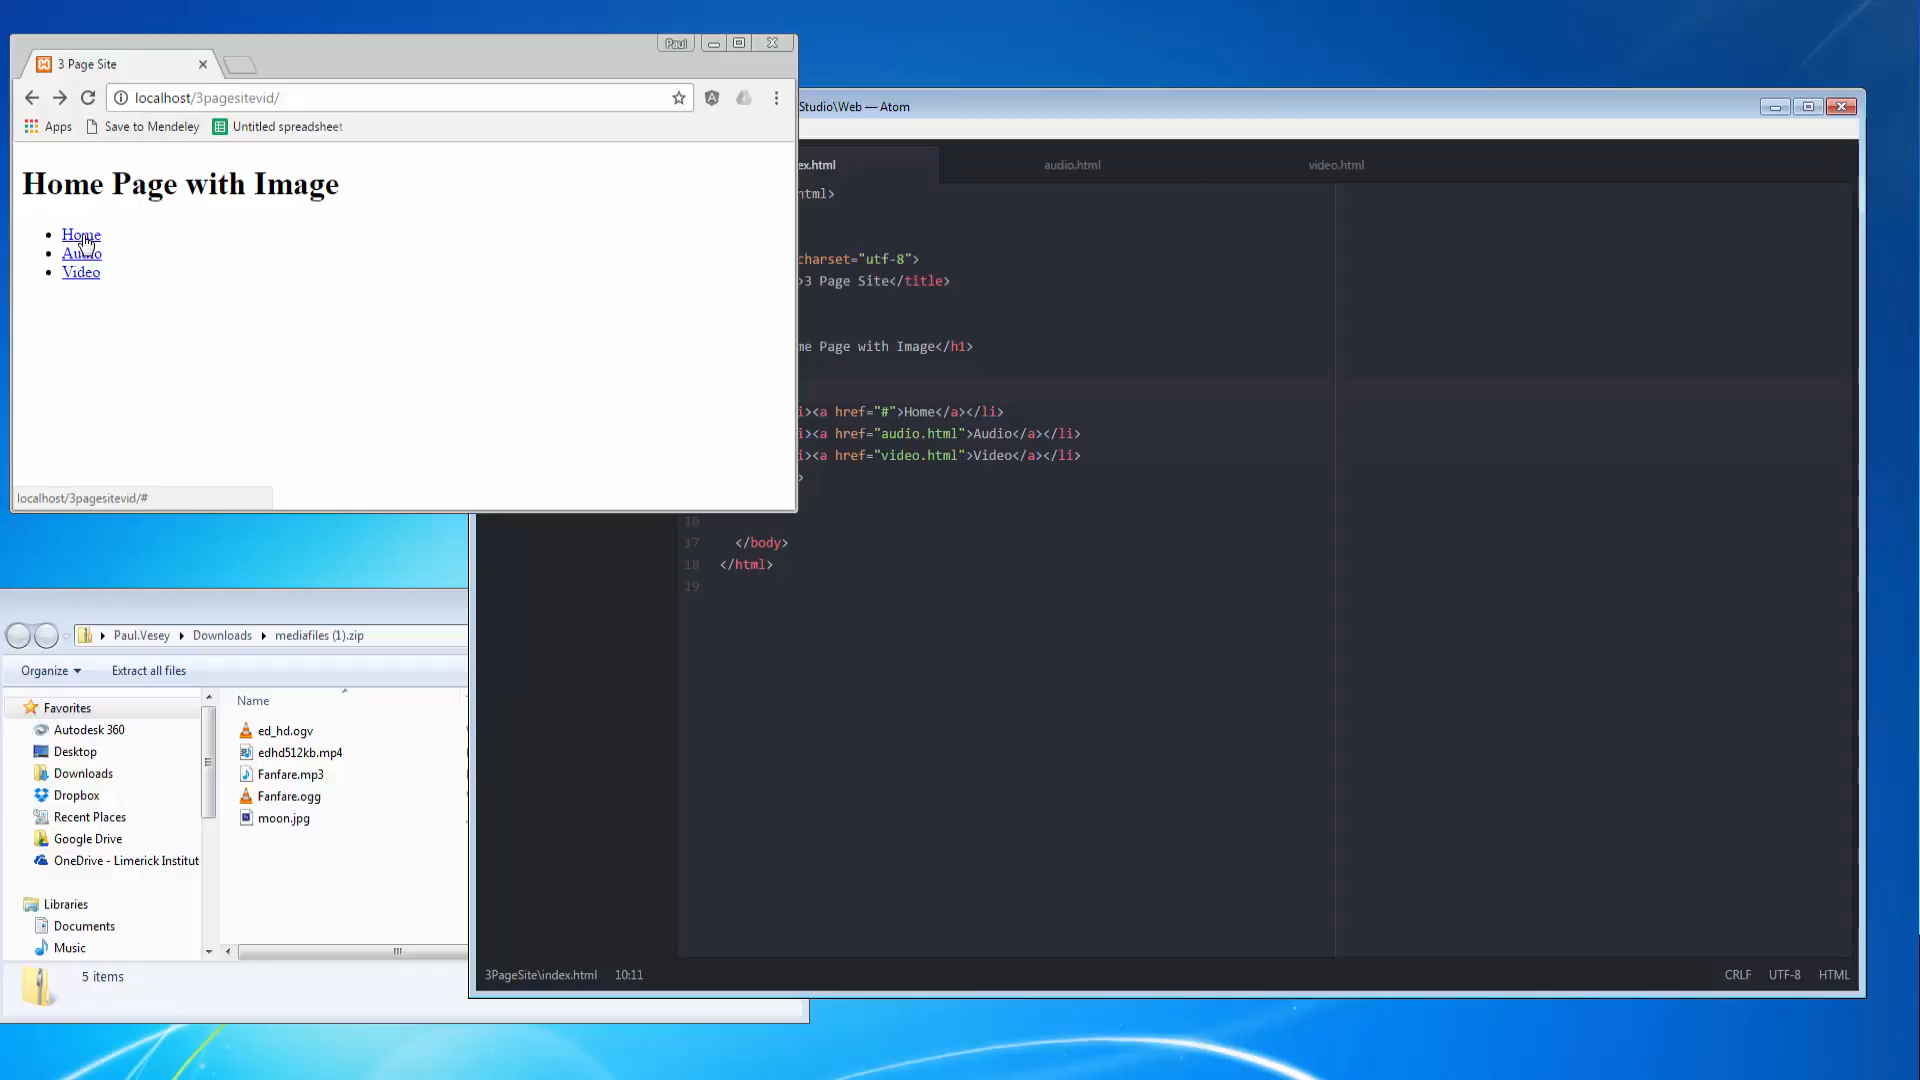 Paul
3 Page Site
localhost/3pagesitevid/
Apps
Save to Mendeley
Untitled spreadsheet
Home Page with Image
Home
Audio
Video
localhost/3pagesitevid/#
Studio\Web — Atom
ex.html
audio.html
video.html
html>
charset="utf-8">
>3 Page Site</title>
me Page with Image</h1>
i><a href="#">Home</a></li>
i><a href="audio.html">Audio</a></li>
i><a href="video.html">Video</a></li>
>
16
17 </body>
18 </html>
19
3PageSite\index.html 10:11
CRLF UTF-8 HTML
Paul.Vesey Downloads mediafiles (1).zip
Organize Extract all files
Favorites
Autodesk 360
Desktop
Downloads
Dropbox
Recent Places
Google Drive
OneDrive - Limerick Institut
Libraries
Documents
Music
Name
ed_hd.ogv
edhd512kb.mp4
Fanfare.mp3
Fanfare.ogg
moon.jpg
5 items